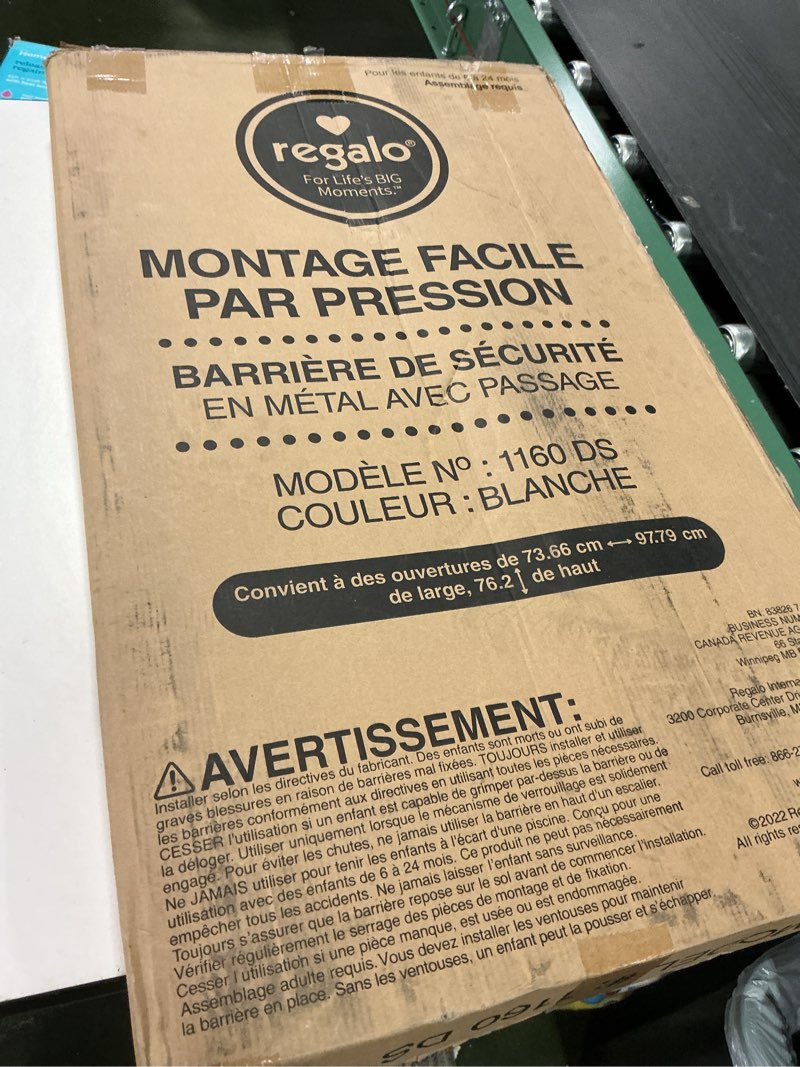 Pour les enfants de 6 à 24 mois
Assemblage requis
regalo®
For Life's BIG
Moments.™
MONTAGE FACILE
PAR PRESSION
BARRIÈRE DE SÉCURITÉ
EN MÉTAL AVEC PASSAGE
MODÈLE Nº : 1160 DS
COULEUR : BLANCHE
Convient à des ouvertures de 73.66 cm ↔ 97.79 cm
de large, 76.2 ↕ de haut
BN: 83826 7
BUSINESS NUM
CANADA REVENUE AG
66 Sta
Winnipeg MB
Regalo Interna
3200 Corporate Center Dri
Burnsville, M
Call toll free: 866-2
©2022 Re
All rights res
⚠ AVERTISSEMENT:
Installer selon les directives du fabricant. Des enfants sont morts ou ont subi de
graves blessures en raison de barrières mal fixées. TOUJOURS installer et utiliser
les barrières conformément aux directives en utilisant toutes les pièces nécessaires.
CESSER l'utilisation si un enfant est capable de grimper par-dessus la barrière ou de
la déloger. Utiliser uniquement lorsque le mécanisme de verrouillage est solidement
engagé. Pour éviter les chutes, ne jamais utiliser la barrière en haut d'un escalier.
Ne JAMAIS utiliser pour tenir les enfants à l'écart d'une piscine. Conçu pour une
utilisation avec des enfants de 6 à 24 mois. Ce produit ne peut pas nécessairement
empêcher tous les accidents. Ne jamais laisser l'enfant sans surveillance.
Toujours s'assurer que la barrière repose sur le sol avant de commencer l'installation.
Vérifier régulièrement le serrage des pièces de montage et de fixation.
Cesser l'utilisation si une pièce manque, est usée ou est endommagée.
Assemblage adulte requis. Vous devez installer les ventouses pour maintenir
la barrière en place. Sans les ventouses, un enfant peut la pousser et s'échapper.
1160 DS